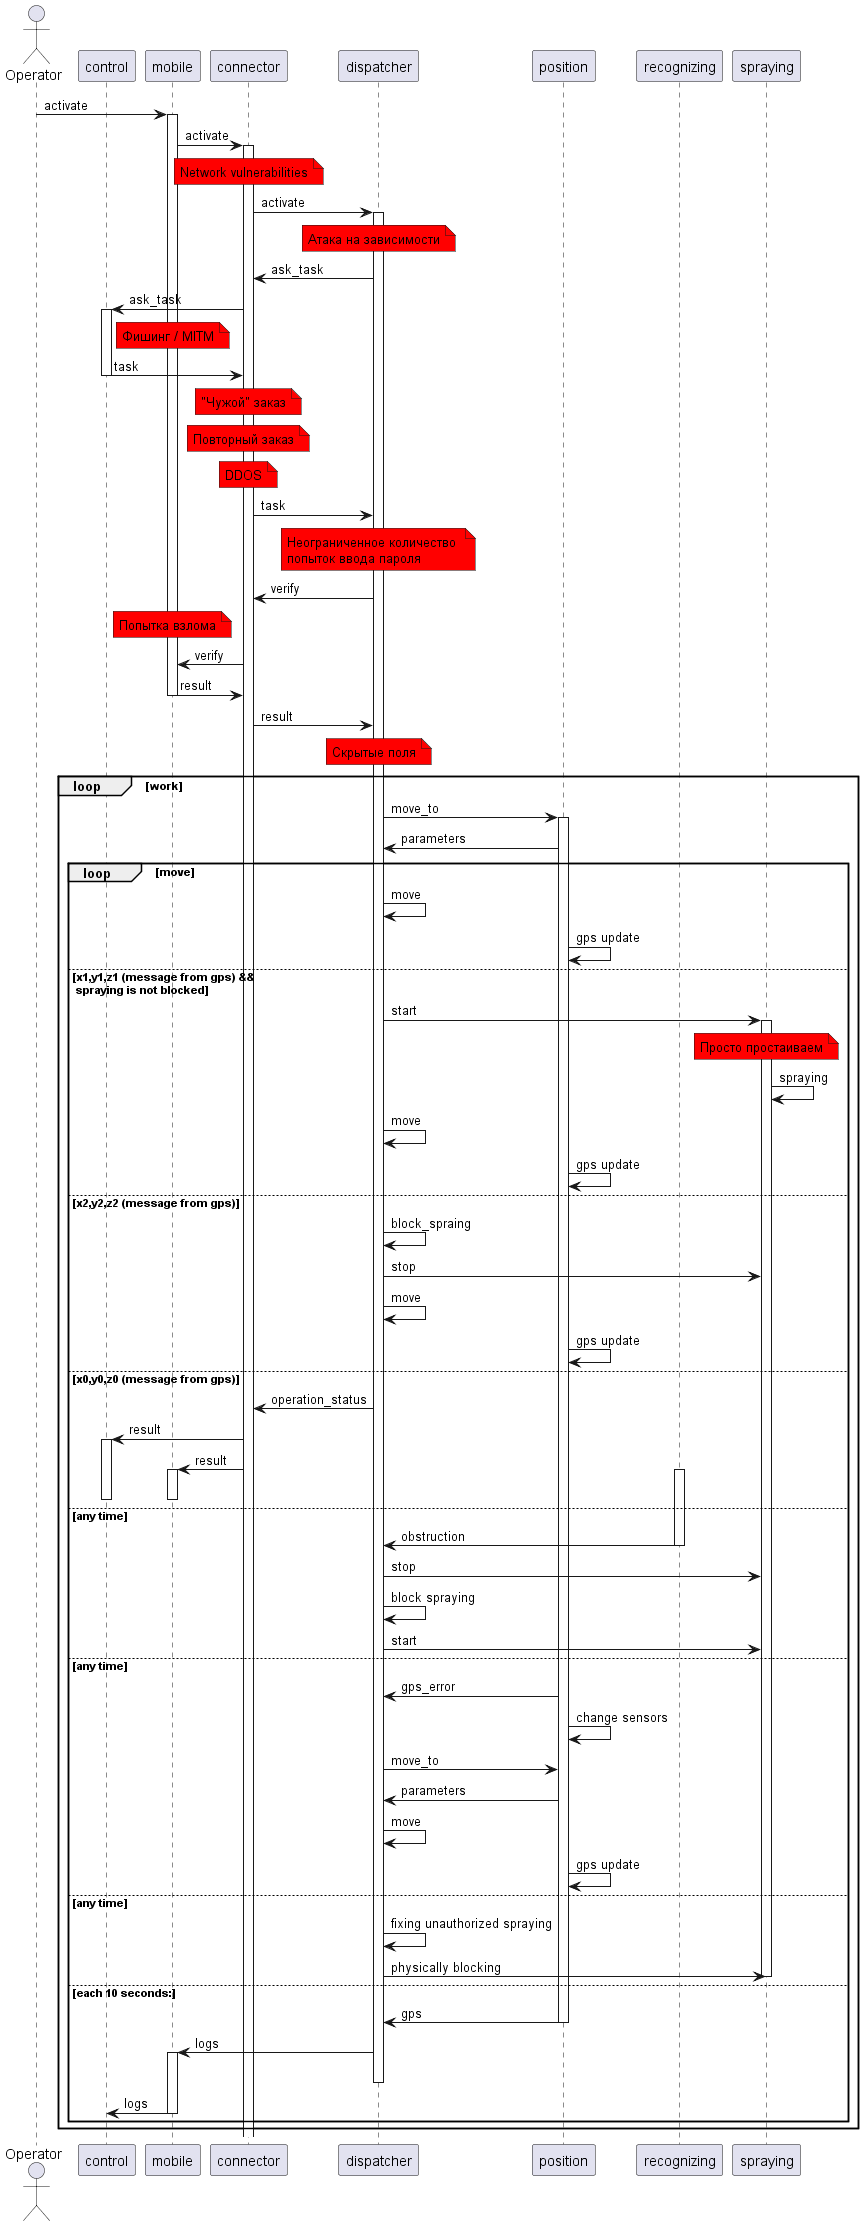 Operator
control
mobile
connector
dispatcher
position
recognizing
spraying
activate
activate
Network vulnerabilities
activate
Атака на зависимости
ask_task
ask_task
Фишинг / MITM
task
"Чужой" заказ
Повторный заказ
DDOS
task
Неограниченное количество
попыток ввода пароля
verify
Попытка взлома
verify
result
result
Скрытые поля
loop [work]
move_to
parameters
loop [move]
move
gps update
[x1,y1,z1 (message from gps) &&
spraying is not blocked]
start
Просто простаиваем
spraying
move
gps update
[x2,y2,z2 (message from gps)]
block_spraing
stop
move
gps update
[x0,y0,z0 (message from gps)]
operation_status
result
result
[any time]
obstruction
stop
block spraying
start
[any time]
gps_error
change sensors
move_to
parameters
move
gps update
[any time]
fixing unauthorized spraying
physically blocking
[each 10 seconds:]
gps
logs
logs
Operator
control
mobile
connector
dispatcher
position
recognizing
spraying